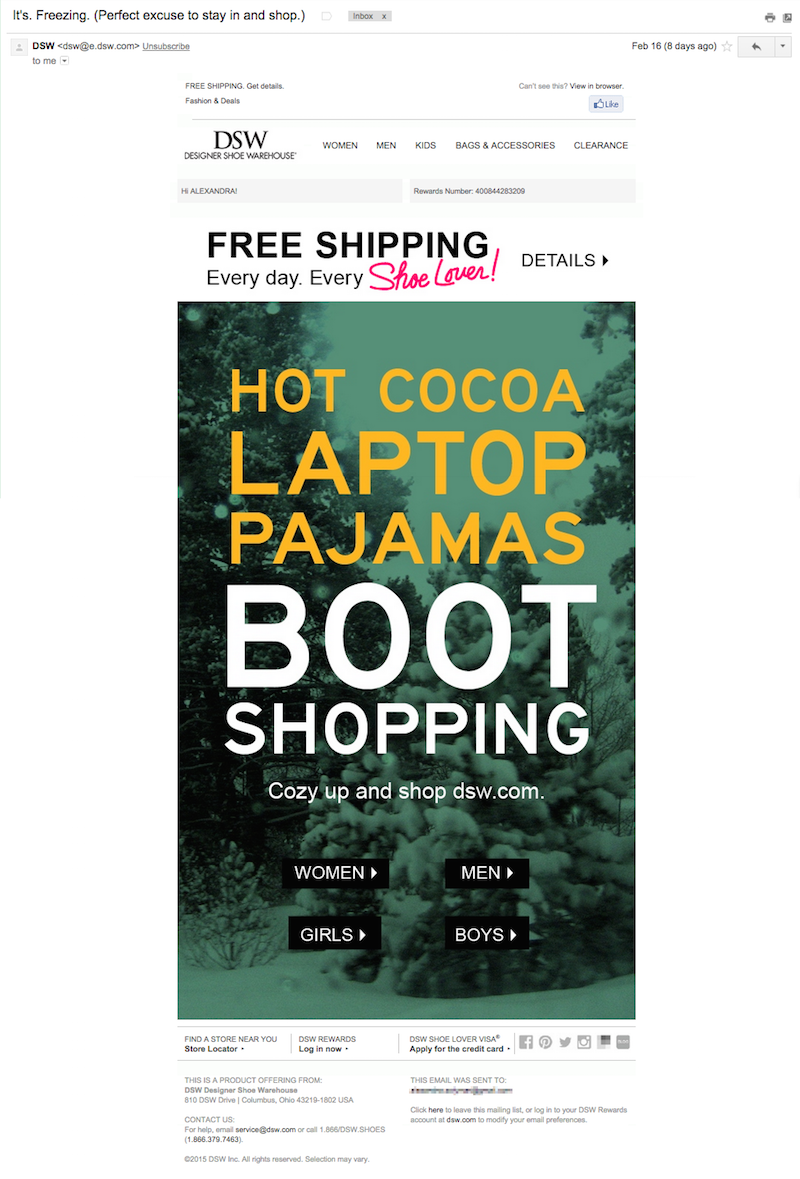 It's. Freezing. (Perfect excuse to stay in and shop.)
Inbox x
DSW <dsw@e.dsw.com> Unsubscribe
Feb 16 (8 days ago)
to me
FREE SHIPPING. Get details.
Can't see this? View in browser.
Fashion & Deals
Like
DSW
DESIGNER SHOE WAREHOUSE
WOMEN MEN KIDS BAGS & ACCESSORIES CLEARANCE
Hi ALEXANDRA!
Rewards Number: 400844283209
FREE SHIPPING
Every day. Every Shoe Lover!
DETAILS
HOT COCOA
LAPTOP
PAJAMAS
BOOT
SHOPPING
Cozy up and shop dsw.com.
WOMEN
MEN
GIRLS
BOYS
FIND A STORE NEAR YOU
Store Locator
DSW REWARDS
Log in now
DSW SHOE LOVER VISA®
Apply for the credit card
THIS IS A PRODUCT OFFERING FROM:
DSW Designer Shoe Warehouse
810 DSW Drive | Columbus, Ohio 43219-1802 USA
CONTACT US:
For help, email service@dsw.com or call 1.866/DSW.SHOES
(1.866.379.7463).
©2015 DSW Inc. All rights reserved. Selection may vary.
THIS EMAIL WAS SENT TO:
Click here to leave this mailing list, or log in to your DSW Rewards
account at dsw.com to modify your email preferences.